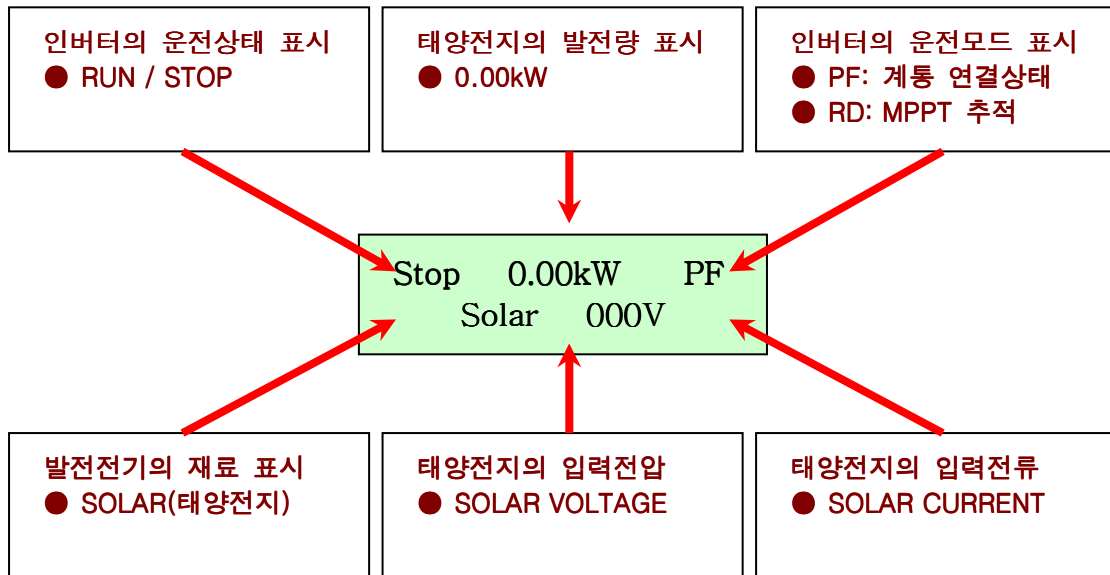 인버터의 운전상태 표시
● RUN / STOP
태양전지의 발전량 표시
● 0.00kW
인버터의 운전모드 표시
● PF: 계통 연결상태
● RD: MPPT 추적
Stop 0.00kW PF
Solar 000V
발전전기의 재료 표시
● SOLAR(태양전지)
태양전지의 입력전압
● SOLAR VOLTAGE
태양전지의 입력전류
● SOLAR CURRENT